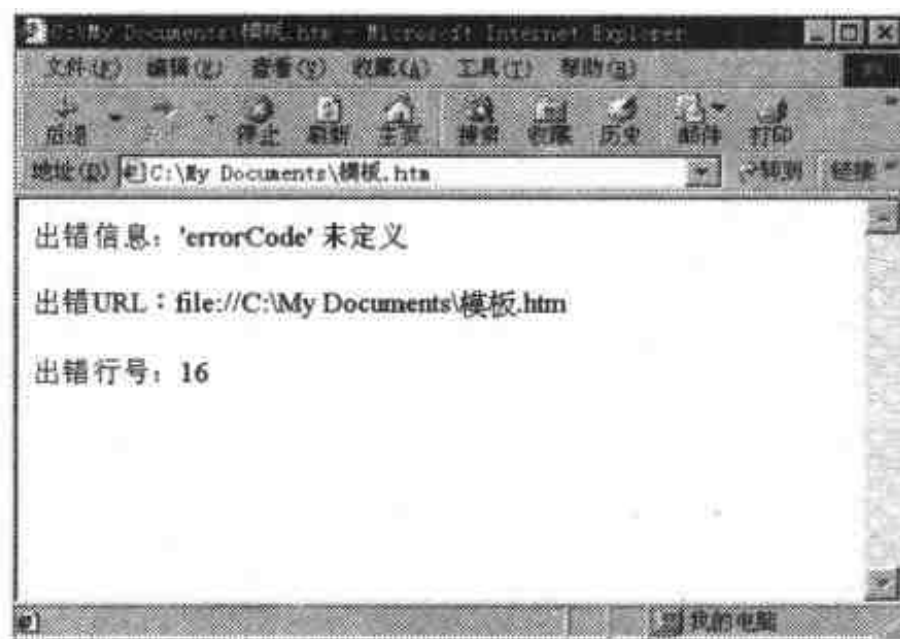 C:\My Documents\模板.htm - Microsoft Internet Explorer
文件(F) 编辑(E) 查看(V) 收藏(A) 工具(T) 帮助(H)
后退 停止 刷新 主页 搜索 收藏 历史 邮件 打印
地址(D) C:\My Documents\模板.htm 转到 链接
出错信息：'errorCode' 未定义
出错URL：file://C:\My Documents\模板.htm
出错行号：16
我的电脑